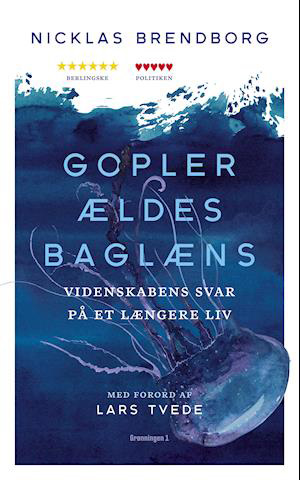 NICKLAS BRENDBORG
★★★★★★ ♥♥♥♥♥
BERLINGSKE POLITIKEN
GOPLER
ÆLDES
BAGLÆNS
VIDENSKABENS SVAR
PÅ ET LÆNGERE LIV
MED FORORD AF
LARS TVEDE
Grønningen 1